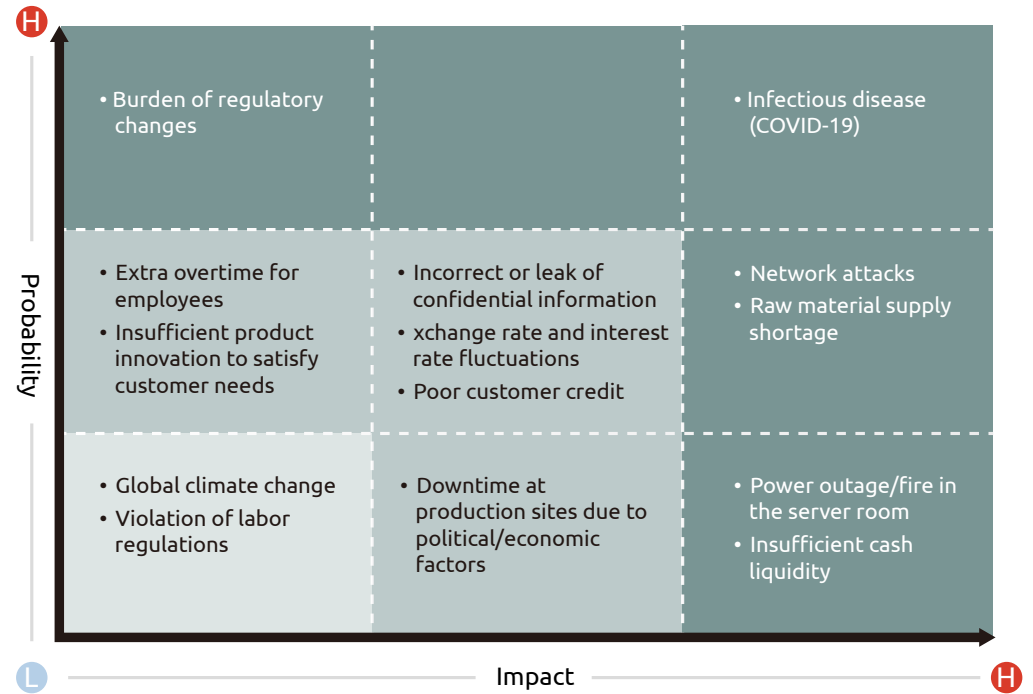 H
• Burden of regulatory
changes
• Infectious disease
(COVID-19)
Probability
• Extra overtime for
employees
• Insufficient product
innovation to satisfy
customer needs
• Incorrect or leak of
confidential information
• xchange rate and interest
rate fluctuations
• Poor customer credit
• Network attacks
• Raw material supply
shortage
• Global climate change
• Violation of labor
regulations
• Downtime at
production sites due to
political/economic
factors
• Power outage/fire in
the server room
• Insufficient cash
liquidity
L
Impact
H